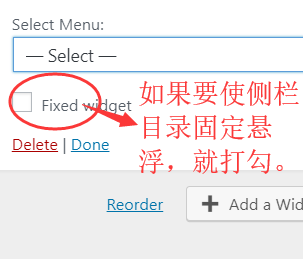 Select Menu:
— Select —
Fixed widget
如果要使侧栏
目录固定悬
浮，就打勾。
Delete | Done
Reorder
Add a Wid